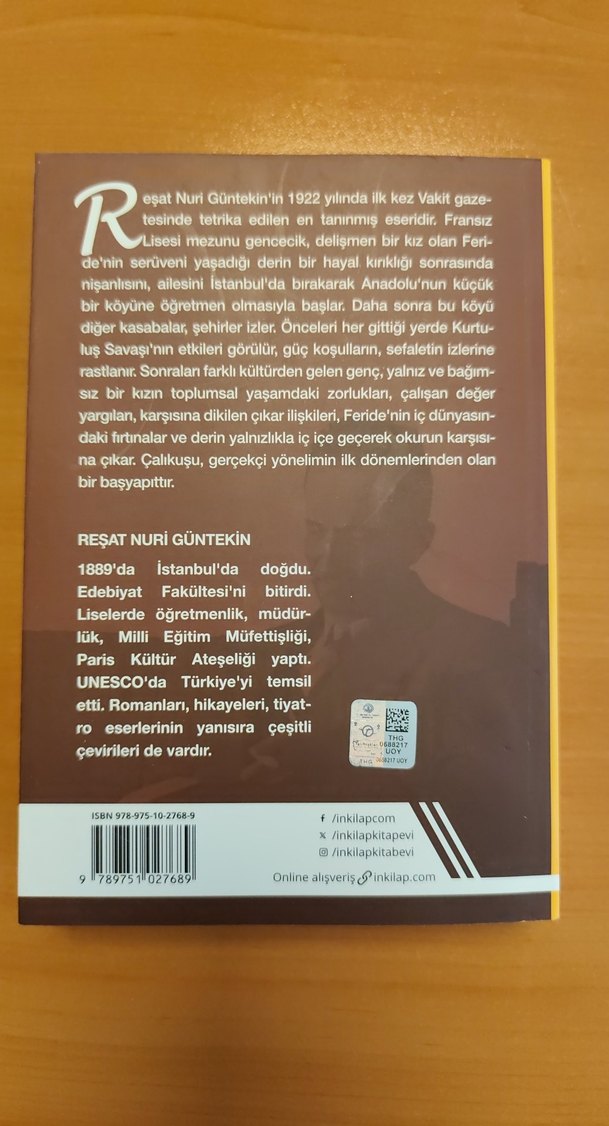 Reşat Nuri Güntekin'in 1922 yılında ilk kez Vakit gaze-
tesinde tetrika edilen en tanınmış eseridir. Fransız
Lisesi mezunu gencecik, delişmen bir kız olan Feri-
de'nin serüveni yaşadığı derin bir hayal kırıklığı sonrasında
nişanlısını, ailesini İstanbul'da bırakarak Anadolu'nun küçük
bir köyüne öğretmen olmasıyla başlar. Daha sonra bu köyü
diğer kasabalar, şehirler izler. Önceleri her gittiği yerde Kurtu-
luş Savaşı'nın etkileri görülür, güç koşulların, sefaletin izlerine
rastlanır. Sonraları farklı kültürden gelen genç, yalnız ve bağım-
sız bir kızın toplumsal yaşamdaki zorlukları, çalışan değer
yargıları, karşısına dikilen çıkar ilişkileri, Feride'nin iç dünyasın-
daki fırtınalar ve derin yalnızlıkla iç içe geçerek okurun karşısı-
na çıkar. Çalıkuşu, gerçekçi yönelimin ilk dönemlerinden olan
bir başyapıttır.
REŞAT NURİ GÜNTEKİN
1889'da İstanbul'da doğdu.
Edebiyat Fakültesi'ni bitirdi.
Liselerde öğretmenlik, müdür-
lük, Milli Eğitim Müfettişliği,
Paris Kültür Ateşeliği yaptı.
UNESCO'da Türkiye'yi temsil
etti. Romanları, hikayeleri, tiyat-
ro eserlerinin yanısıra çeşitli
çevirileri de vardır.
THG
0688217
UOY
THG 0688217 UOY
ISBN 978-975-10-2768-9
9 789751 027689
/inkilapcom
/inkilapkitapevi
/inkilapkitabevi
Online alışveriş inkilap.com